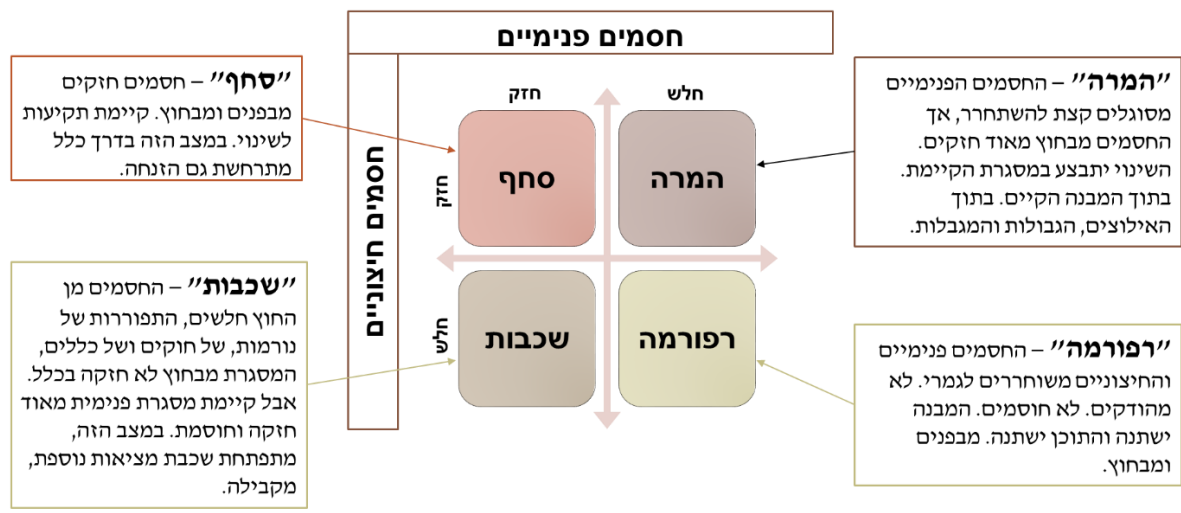 חסמים פנימיים
חסמים חיצוניים
חזק
חלש
חזק
חלש
סחף
המרה
שכבות
רפורמה
"המרה" – החסמים הפנימיים
מסוגלים קצת להשתחרר, אך
החסמים מבחוץ מאוד חזקים.
השינוי יתבצע במסגרת הקיימת.
בתוך המבנה הקיים. בתוך
האילוצים, הגבולות והמגבלות.
"סחף" – חסמים חזקים
מבפנים ומבחוץ. קיימת תקיעות
לשינוי. במצב הזה בדרך כלל
מתרחשת גם הזנחה.
"רפורמה" – החסמים פנימיים
והחיצוניים משוחררים לגמרי. לא
מהודקים. לא חוסמים. המבנה
ישתנה והתוכן ישתנה. מבפנים
ומבחוץ.
"שכבות" – החסמים מן
החוץ חלשים, התפוררות של
נורמות, של חוקים ושל כללים,
המסגרת מבחוץ לא חזקה בכלל.
אבל קיימת מסגרת פנימית מאוד
חזקה וחוסמת. במצב הזה,
מתפתחת שכבת מציאות נוספת,
מקבילה.